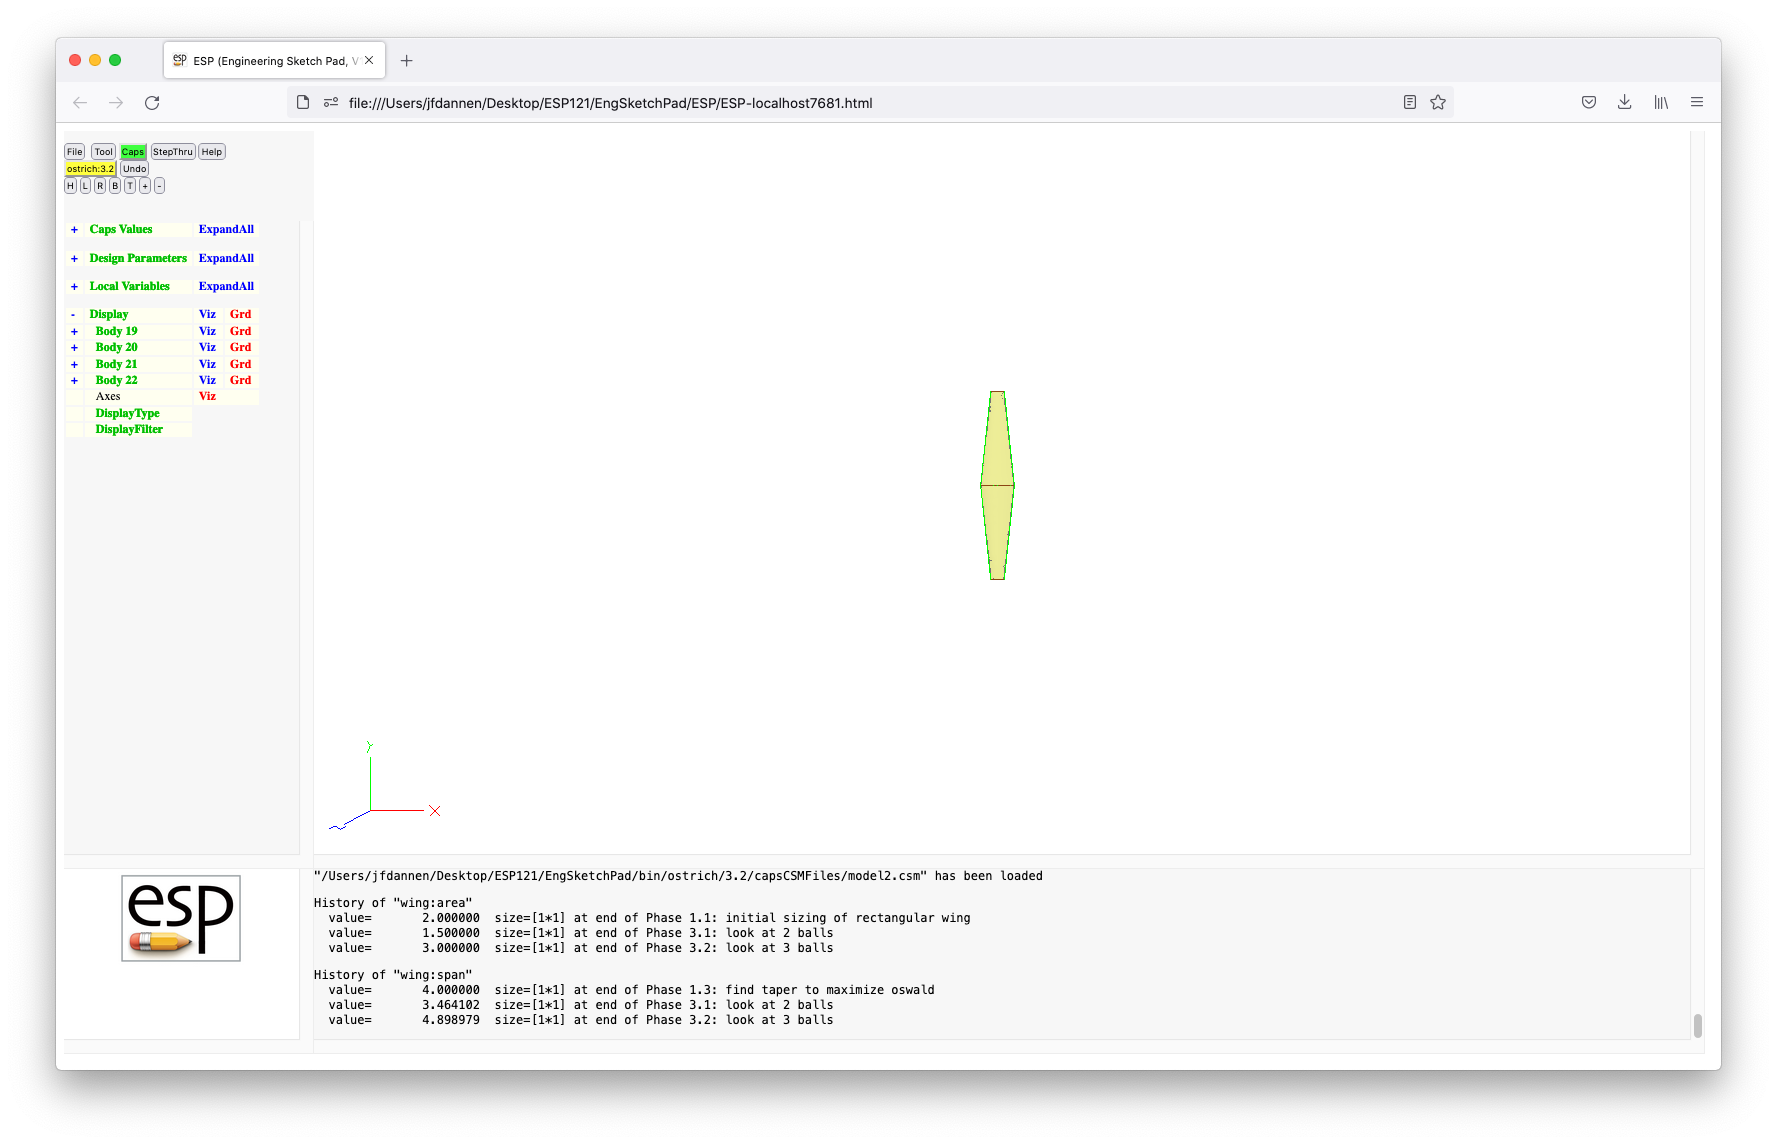 esp ESP (Engineering Sketch Pad, V
file:///Users/jfdannen/Desktop/ESP121/EngSketchPad/ESP/ESP-localhost7681.html
File Tool Caps StepThru Help
ostrich:3.2 Undo
H L R B T + -
+ Caps Values ExpandAll
+ Design Parameters ExpandAll
+ Local Variables ExpandAll
- Display Viz Grd
+ Body 19 Viz Grd
+ Body 20 Viz Grd
+ Body 21 Viz Grd
+ Body 22 Viz Grd
Axes Viz
DisplayType
DisplayFilter
Y
X
esp
"/Users/jfdannen/Desktop/ESP121/EngSketchPad/bin/ostrich/3.2/capsCSMFiles/model2.csm" has been loaded
History of "wing:area"
value= 2.000000 size=[1*1] at end of Phase 1.1: initial sizing of rectangular wing
value= 1.500000 size=[1*1] at end of Phase 3.1: look at 2 balls
value= 3.000000 size=[1*1] at end of Phase 3.2: look at 3 balls
History of "wing:span"
value= 4.000000 size=[1*1] at end of Phase 1.3: find taper to maximize oswald
value= 3.464102 size=[1*1] at end of Phase 3.1: look at 2 balls
value= 4.898979 size=[1*1] at end of Phase 3.2: look at 3 balls